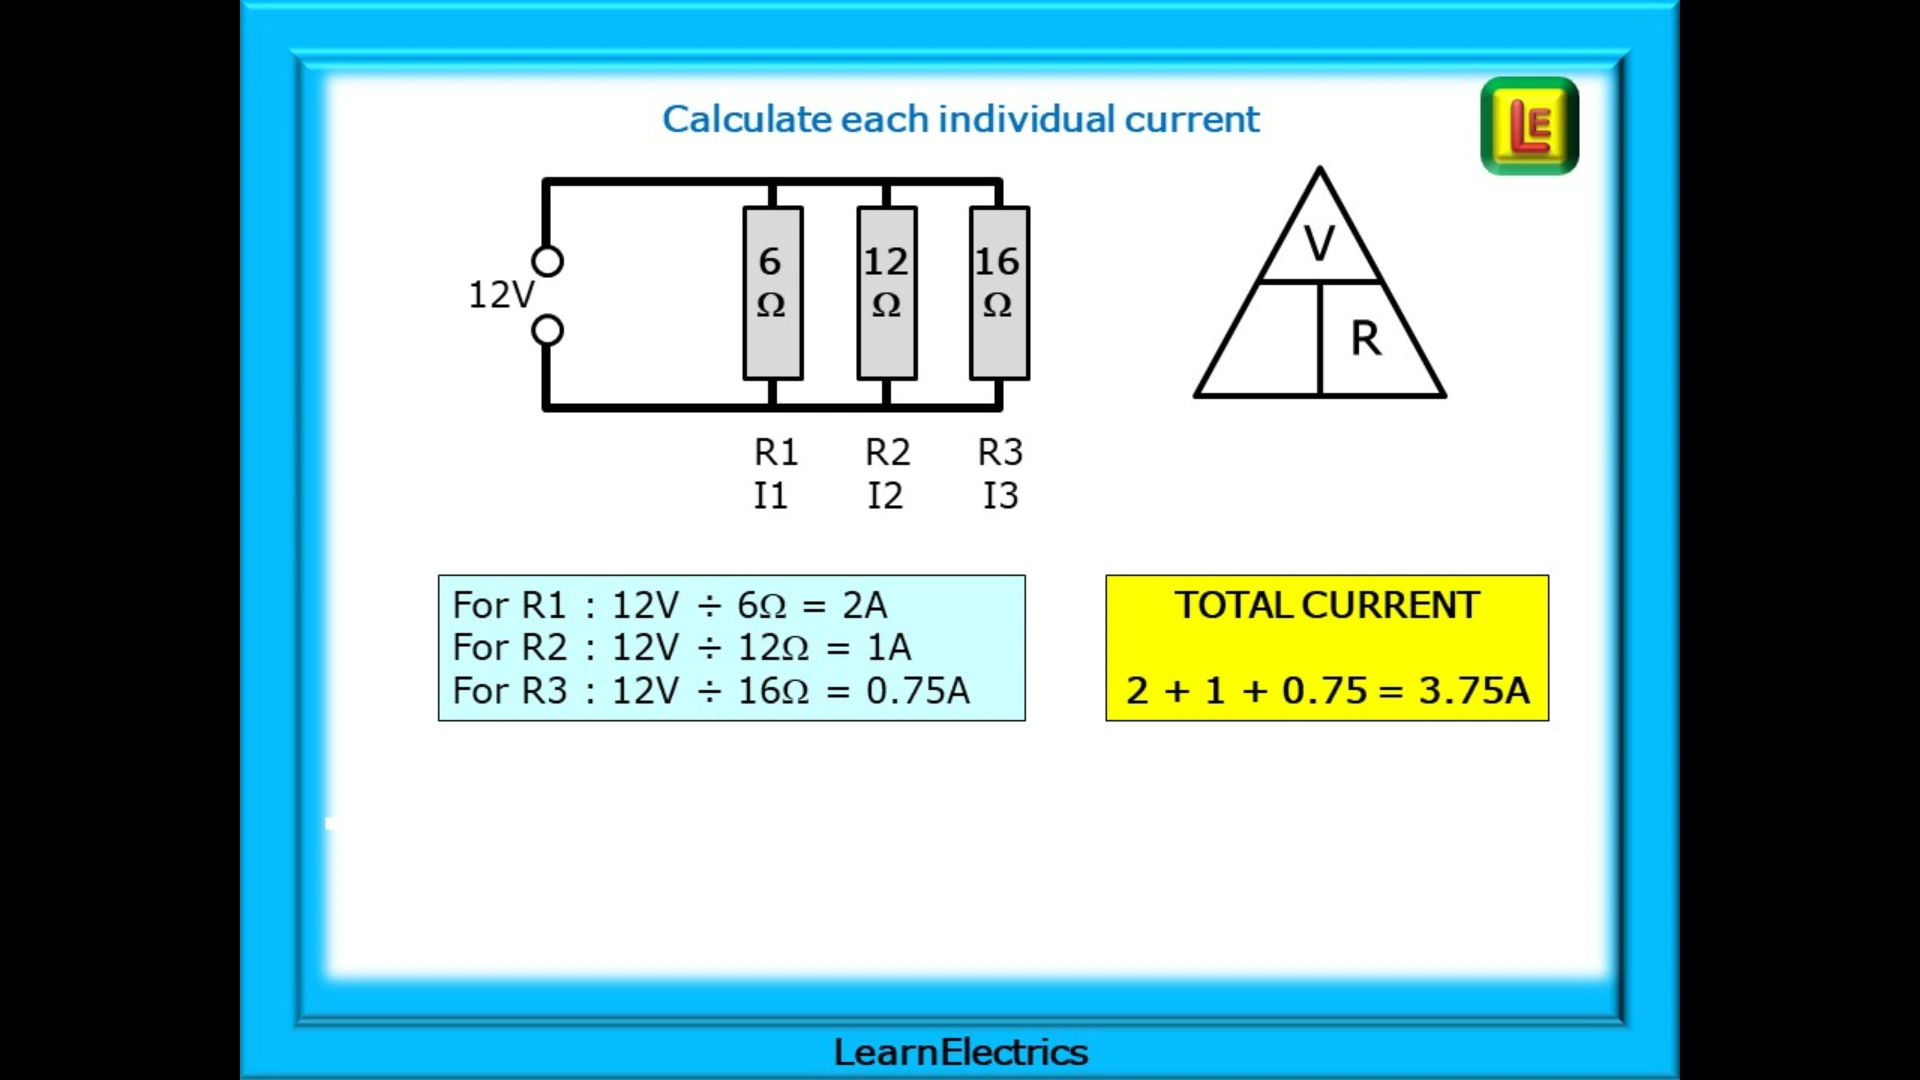 Calculate each individual current
LE
12V
6
Ω
12
Ω
16
Ω
V
R
R1 R2 R3
I1 I2 I3
For R1 : 12V ÷ 6Ω = 2A
For R2 : 12V ÷ 12Ω = 1A
For R3 : 12V ÷ 16Ω = 0.75A
TOTAL CURRENT
2 + 1 + 0.75 = 3.75A
LearnElectrics